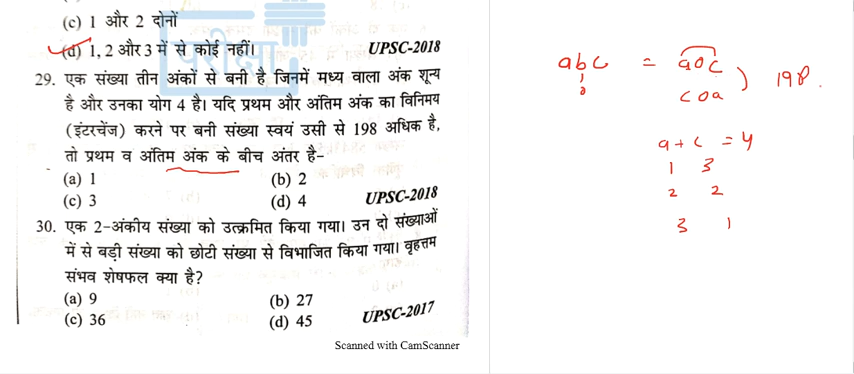 (c) 1 और 2 दोनों
(d) 1, 2 और 3 में से कोई नहीं।
UPSC-2018
29. एक संख्या तीन अंकों से बनी है जिनमें मध्य वाला अंक शून्य
है और उनका योग 4 है। यदि प्रथम और अंतिम अंक का विनिमय
(इंटरचेंज) करने पर बनी संख्या स्वयं उसी से 198 अधिक है,
तो प्रथम व अंतिम अंक के बीच अंतर है–
(a) 1 (b) 2
(c) 3 (d) 4
UPSC-2018
30. एक 2-अंकीय संख्या को उत्क्रमित किया गया। उन दो संख्याओं
में से बड़ी संख्या को छोटी संख्या से विभाजित किया गया। वृहत्तम
संभव शेषफल क्या है?
(a) 9 (b) 27
(c) 36 (d) 45
UPSC-2017
Scanned with CamScanner
abc = a0c
0
c0a ) 198.
a + c = 4
1 3
2 2
3 1